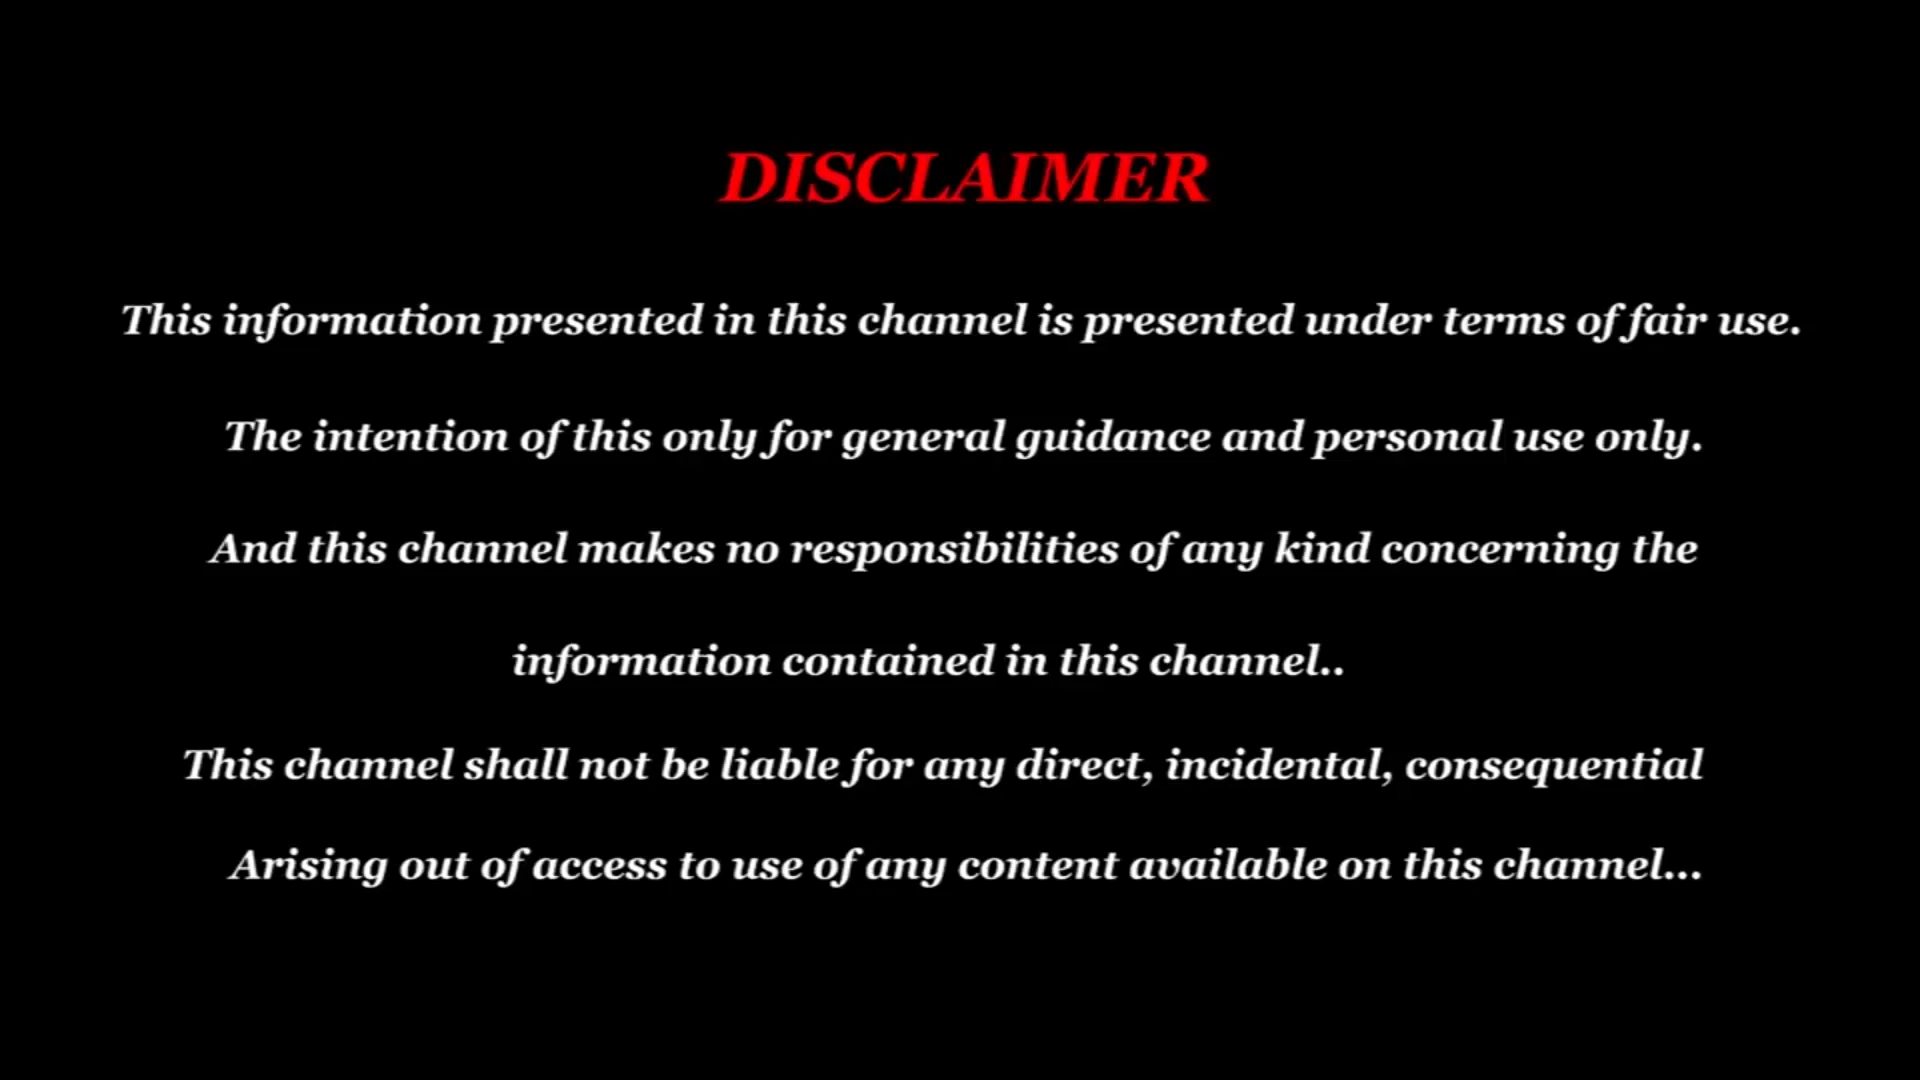 DISCLAIMER
This information presented in this channel is presented under terms of fair use.
The intention of this only for general guidance and personal use only.
And this channel makes no responsibilities of any kind concerning the
information contained in this channel..
This channel shall not be liable for any direct, incidental, consequential
Arising out of access to use of any content available on this channel...